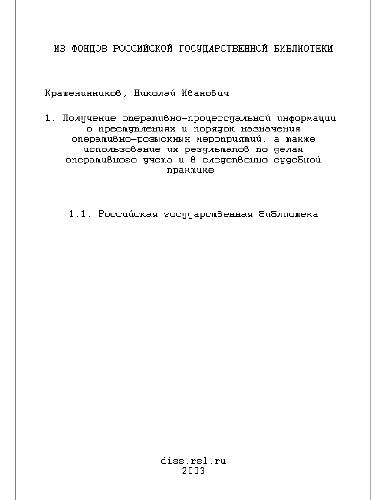 ИЗ ФОНДОВ РОССИЙСКОЙ ГОСУДАРСТВЕННОЙ БИБЛИОТЕКИ
Крашенинников, Николай Иванович
1. Получение оперативно-процессуальной информации
о преступлениях и порядок назначения
оперативно-розыскных мероприятий, а также
использование их результатов по делам
оперативного учета и в следственно судебной
практике
1.1. Российская государственная библиотека
diss.rsl.ru
2003